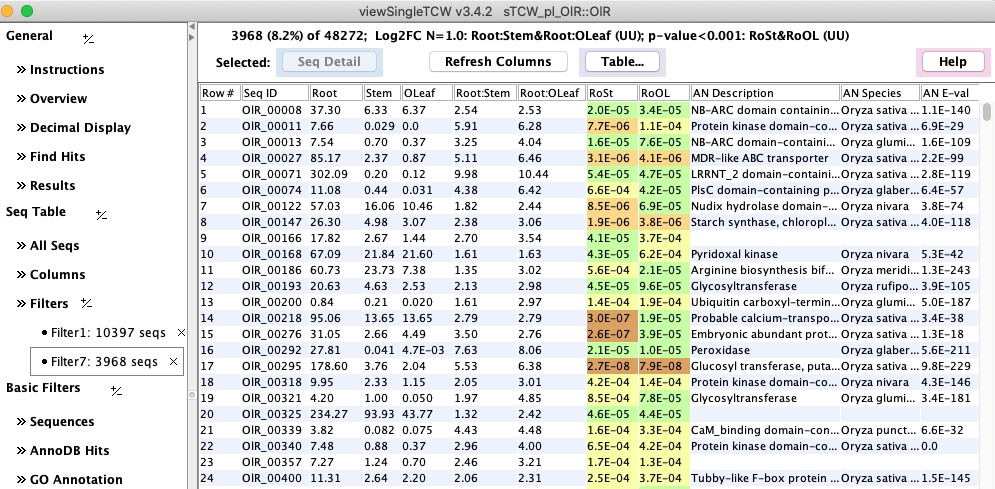 viewSingleTCW v3.4.2   sTCW_pl_OIR::OIR
General
>> Instructions
>> Overview
>> Decimal Display
>> Find Hits
>> Results
Seq Table
>> All Seqs
>> Columns
>> Filters
• Filter1: 10397 seqs ×
• Filter7: 3968 seqs ×
Basic Filters
>> Sequences
>> AnnoDB Hits
>> GO Annotation
3968 (8.2%) of 48272;  Log2FC N=1.0: Root:Stem&Root:OLeaf (UU); p-value<0.001: RoSt&RoOL (UU)
Selected: Seq Detail Refresh Columns Table... Help
Row # Seq ID Root Stem OLeaf Root:Stem Root:OLeaf RoSt RoOL AN Description AN Species AN E-val
1 OIR_00008 37.30 6.33 6.37 2.54 2.53 2.0E-05 3.4E-05 NB-ARC domain containin... Oryza sativa ... 1.1E-140
2 OIR_00011 7.66 0.029 0.0 5.91 6.28 7.7E-06 1.1E-04 Protein kinase domain-co... Oryza sativa ... 6.9E-29
3 OIR_00013 7.54 0.70 0.37 3.25 4.04 1.6E-05 7.6E-05 NB-ARC domain-containin... Oryza glumi... 1.6E-109
4 OIR_00027 85.17 2.37 0.87 5.11 6.46 3.1E-06 4.1E-06 MDR-like ABC transporter Oryza sativa ... 2.2E-99
5 OIR_00071 302.09 0.20 0.12 9.98 10.44 5.4E-05 4.7E-05 LRRNT_2 domain-containi... Oryza sativa ... 2.8E-119
6 OIR_00074 11.08 0.44 0.031 4.38 6.42 6.6E-04 4.2E-05 PlsC domain-containing p... Oryza glaber... 6.4E-57
7 OIR_00122 57.03 16.06 10.46 1.82 2.44 8.5E-06 6.9E-05 Nudix hydrolase domain-... Oryza nivara 3.8E-74
8 OIR_00147 26.30 4.98 3.07 2.38 3.06 1.9E-06 3.8E-06 Starch synthase, chloropl... Oryza sativa ... 4.0E-118
9 OIR_00166 17.82 2.67 1.44 2.70 3.54 4.1E-05 3.7E-04
10 OIR_00168 67.09 21.84 21.60 1.61 1.63 4.3E-05 6.2E-04 Pyridoxal kinase Oryza nivara 5.3E-42
11 OIR_00186 60.73 23.73 7.38 1.35 3.02 5.6E-04 2.1E-05 Arginine biosynthesis bif... Oryza meridi... 1.3E-243
12 OIR_00193 20.63 4.63 2.53 2.13 2.98 4.5E-05 9.6E-05 Glycosyltransferase Oryza rufipo... 3.9E-105
13 OIR_00200 0.84 0.21 0.020 1.61 2.97 1.4E-04 1.9E-04 Ubiquitin carboxyl-termin... Oryza glumi... 5.0E-187
14 OIR_00218 95.06 13.65 13.65 2.79 2.79 3.0E-07 1.9E-05 Probable calcium-transpo... Oryza sativa ... 3.4E-38
15 OIR_00276 31.05 2.66 4.49 3.50 2.76 2.6E-07 3.9E-05 Embryonic abundant prot... Oryza sativa ... 1.3E-18
16 OIR_00292 27.81 0.041 4.7E-03 7.63 8.06 2.1E-05 1.0E-05 Peroxidase Oryza glaber... 5.6E-211
17 OIR_00295 178.60 3.76 2.04 5.53 6.38 2.7E-08 7.9E-08 Glucosyl transferase, puta... Oryza sativa ... 9.8E-229
18 OIR_00318 9.95 2.33 1.15 2.05 3.01 4.2E-04 1.4E-04 Protein kinase domain-co... Oryza nivara 4.3E-146
19 OIR_00321 4.20 1.00 0.050 1.97 4.85 8.5E-04 7.8E-05 Glycosyltransferase Oryza glumi... 3.4E-181
20 OIR_00325 234.27 93.93 43.77 1.32 2.42 4.6E-05 4.4E-05
21 OIR_00339 3.82 0.082 0.075 4.43 4.48 1.6E-04 3.3E-04 CaM_binding domain-con... Oryza punct... 6.6E-32
22 OIR_00340 7.48 0.88 0.37 2.96 4.00 6.5E-04 4.2E-04 Protein kinase domain-co... Oryza sativa ... 0.0
23 OIR_00357 7.27 1.24 0.70 2.46 3.21 1.7E-04 1.3E-04
24 OIR_00400 11.31 2.64 2.20 2.06 2.31 2.5E-04 3.7E-04 Tubby-like F-box protein ... Oryza sativa ... 1.5E-145